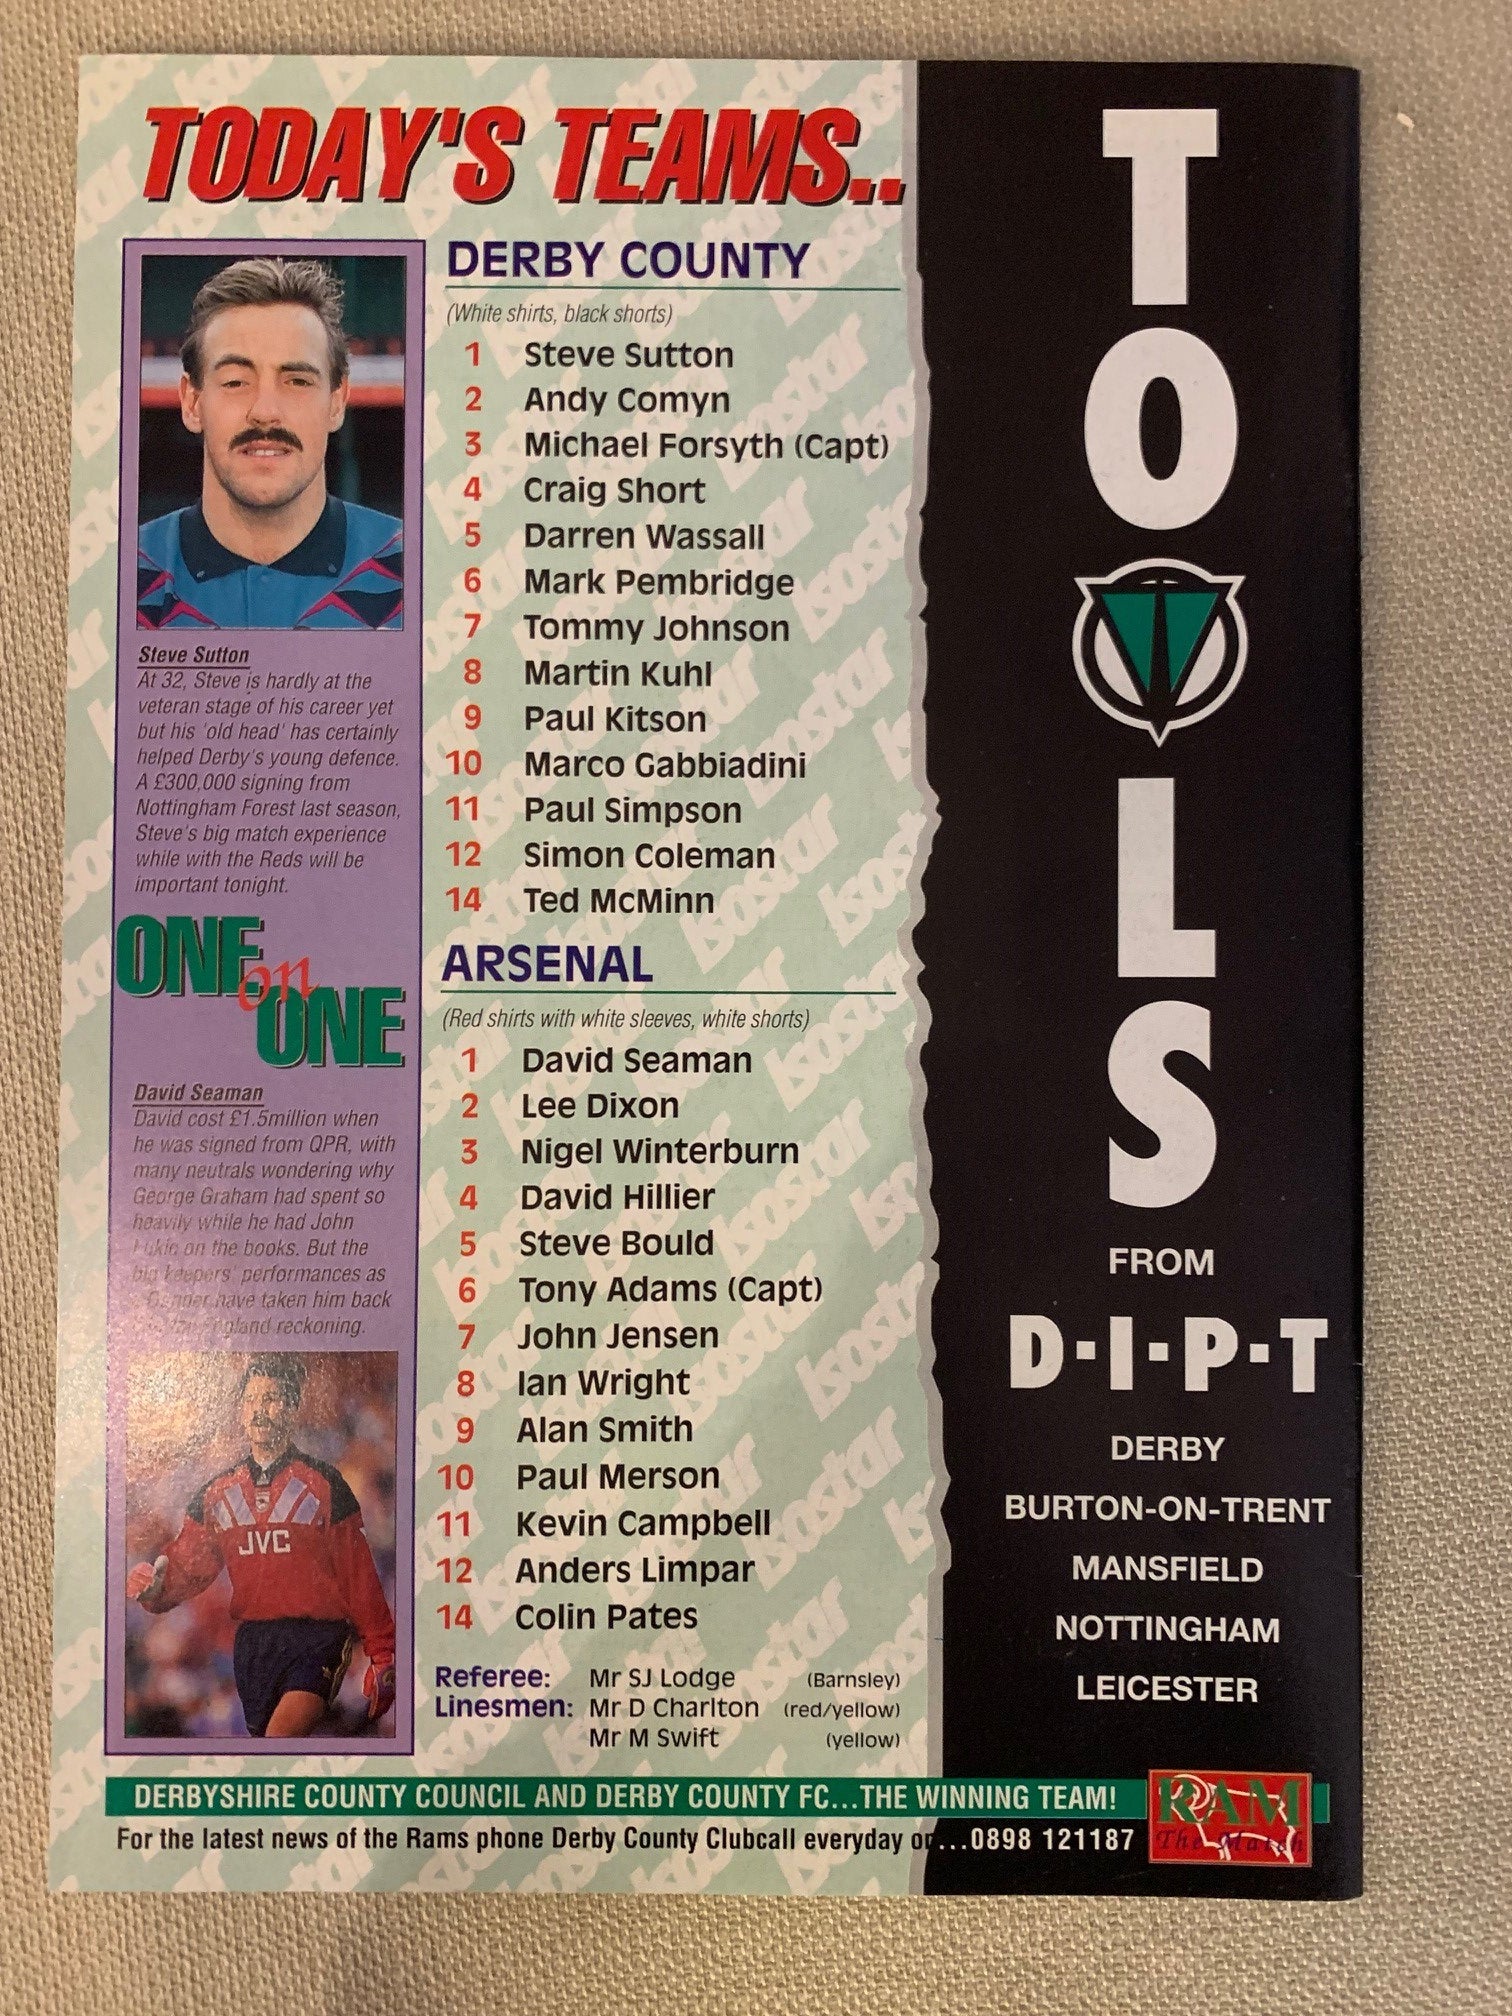 TODAY'S TEAMS..
DERBY COUNTY
(White shirts, black shorts)
1 Steve Sutton
2 Andy Comyn
3 Michael Forsyth (Capt)
4 Craig Short
5 Darren Wassall
6 Mark Pembridge
7 Tommy Johnson
8 Martin Kuhl
9 Paul Kitson
10 Marco Gabbiadini
11 Paul Simpson
12 Simon Coleman
14 Ted McMinn
ARSENAL
(Red shirts with white sleeves, white shorts)
1 David Seaman
2 Lee Dixon
3 Nigel Winterburn
4 David Hillier
5 Steve Bould
6 Tony Adams (Capt)
7 John Jensen
8 Ian Wright
9 Alan Smith
10 Paul Merson
11 Kevin Campbell
12 Anders Limpar
14 Colin Pates
Referee: Mr SJ Lodge (Barnsley)
Linesmen: Mr D Charlton (red/yellow)
Mr M Swift (yellow)
Steve Sutton
At 32, Steve is hardly at the
veteran stage of his career yet
but his 'old head' has certainly
helped Derby's young defence.
A £300,000 signing from
Nottingham Forest last season,
Steve's big match experience
while with the Reds will be
important tonight.
ONE
on
ONE
David Seaman
David cost £1.5million when
he was signed from QPR, with
many neutrals wondering why
George Graham had spent so
heavily while he had John
Lukic on the books. But the
big keepers' performances as
have taken him back
reckoning.
JVC
TOOLS
FROM
D·I·P·T
DERBY
BURTON-ON-TRENT
MANSFIELD
NOTTINGHAM
LEICESTER
DERBYSHIRE COUNTY COUNCIL AND DERBY COUNTY FC...THE WINNING TEAM!
For the latest news of the Rams phone Derby County Clubcall everyday on...0898 121187
RAM
The Match
isostar